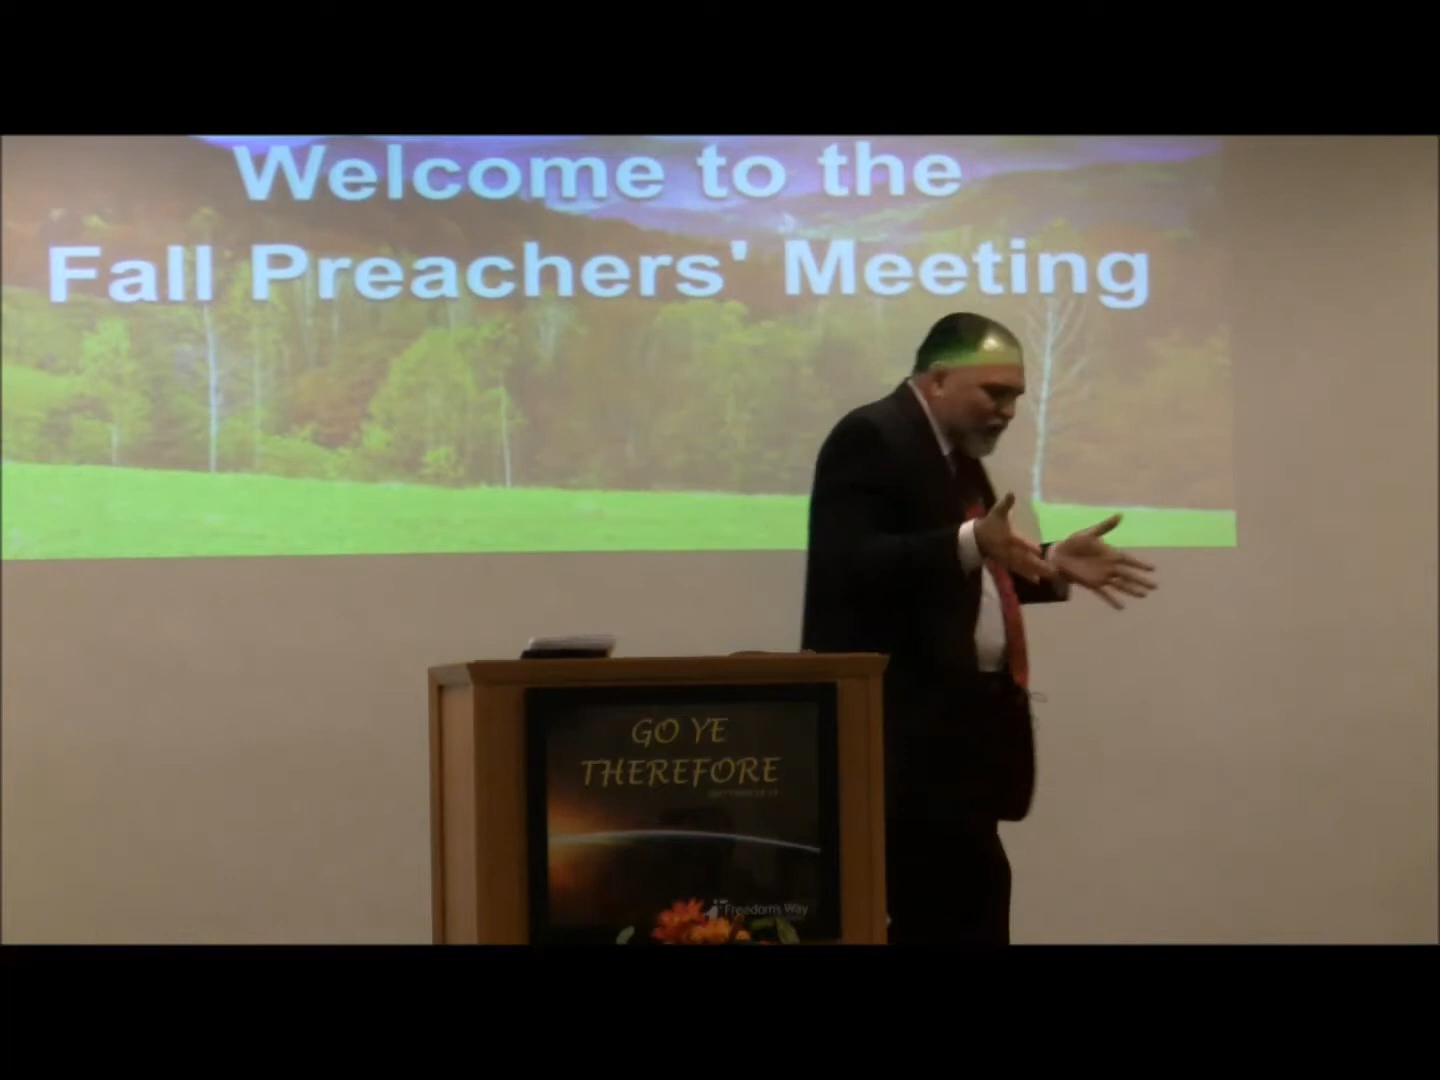 Welcome to the
Fall Preachers' Meeting
GO YE
THEREFORE
Freedom's Way